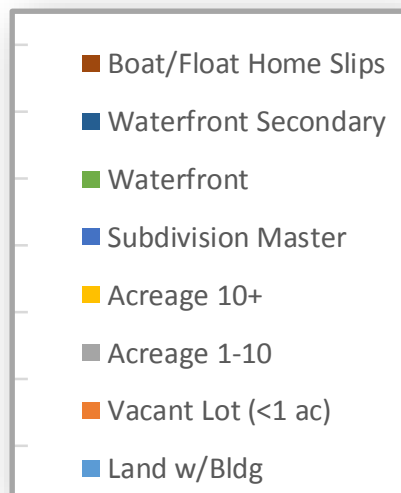 Boat/Float Home Slips
Waterfront Secondary
Waterfront
Subdivision Master
Acreage 10+
Acreage 1-10
Vacant Lot (<1 ac)
Land w/Bldg